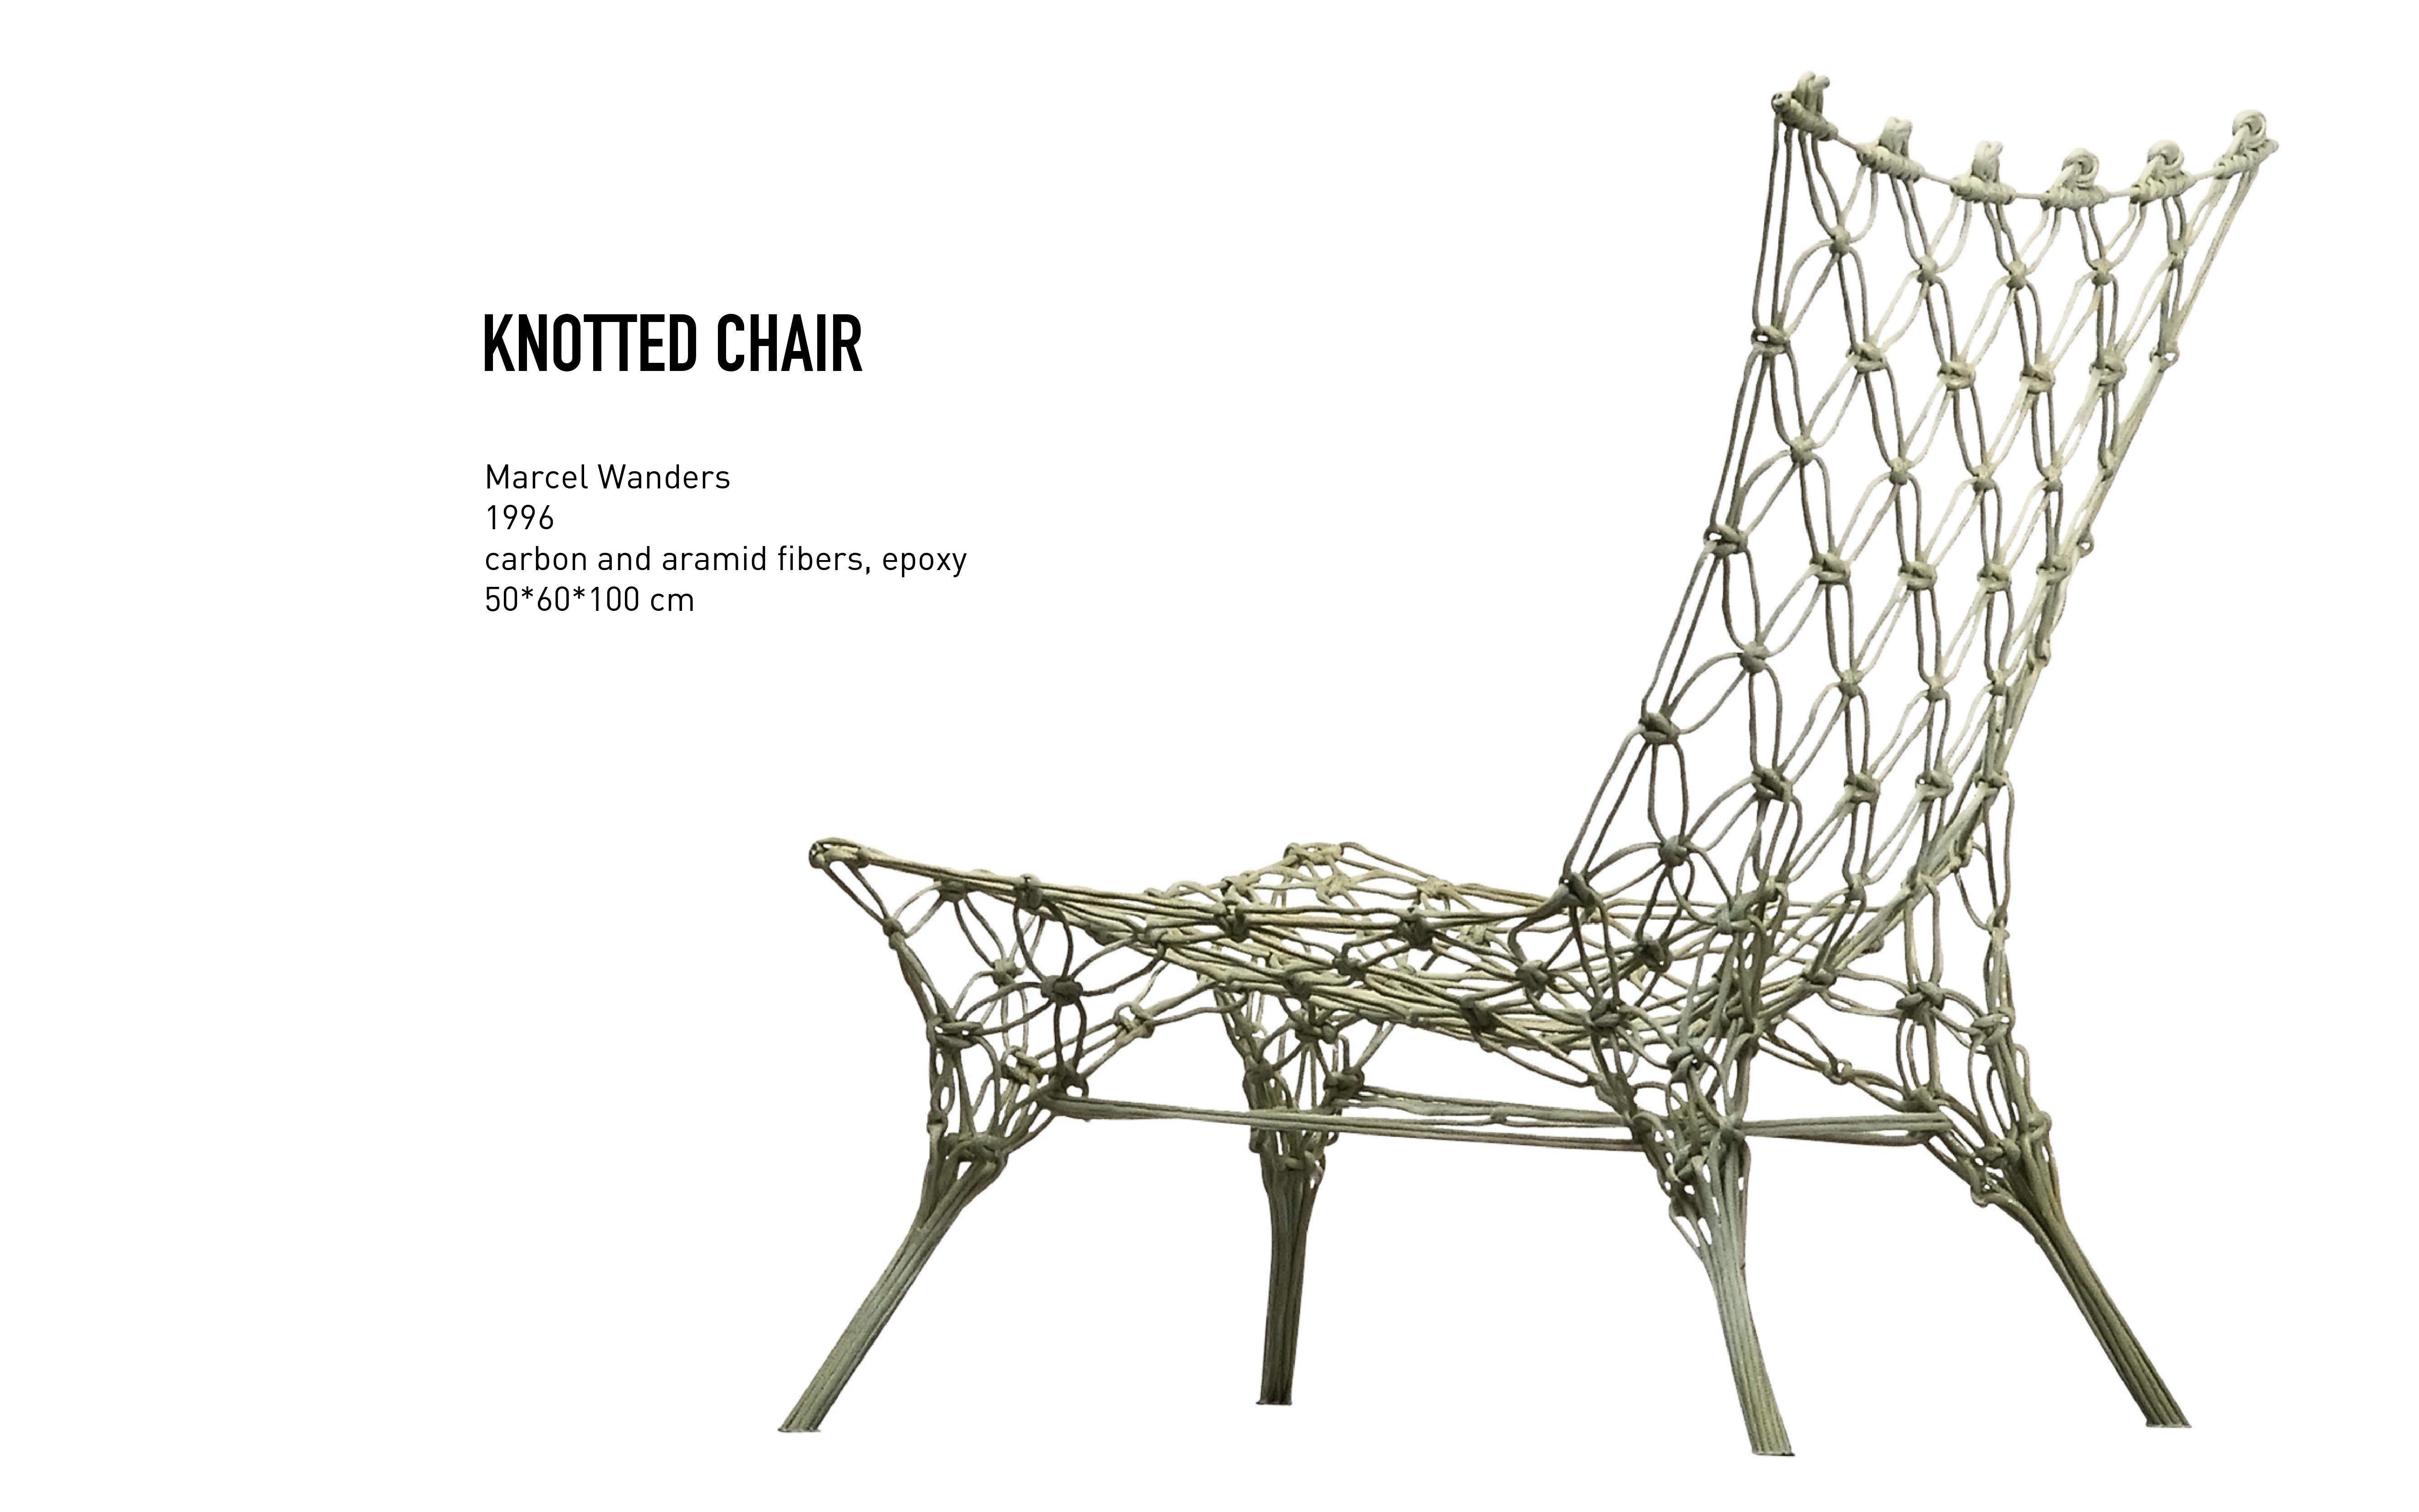 KNOTTED CHAIR
Marcel Wanders
1996
carbon and aramid fibers, epoxy
50*60*100 cm